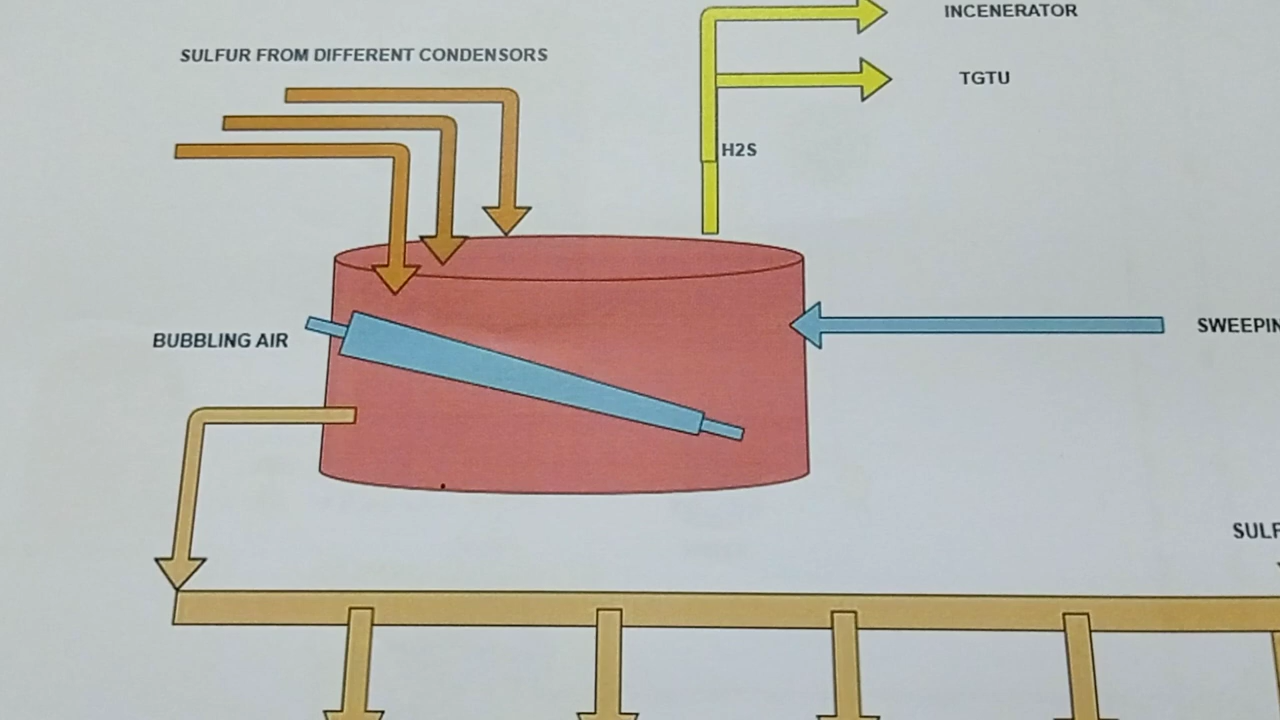 INCENERATOR
SULFUR FROM DIFFERENT CONDENSORS
TGTU
H2S
BUBBLING AIR